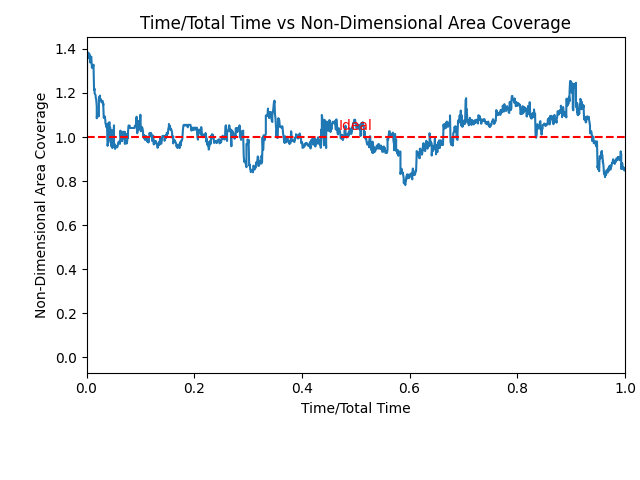 Time/Total Time vs Non-Dimensional Area Coverage
1.4
1.2
1.0
0.8
0.6
0.4
0.2
0.0
Non-Dimensional Area Coverage
Ideal
0.0 0.2 0.4 0.6 0.8 1.0
Time/Total Time